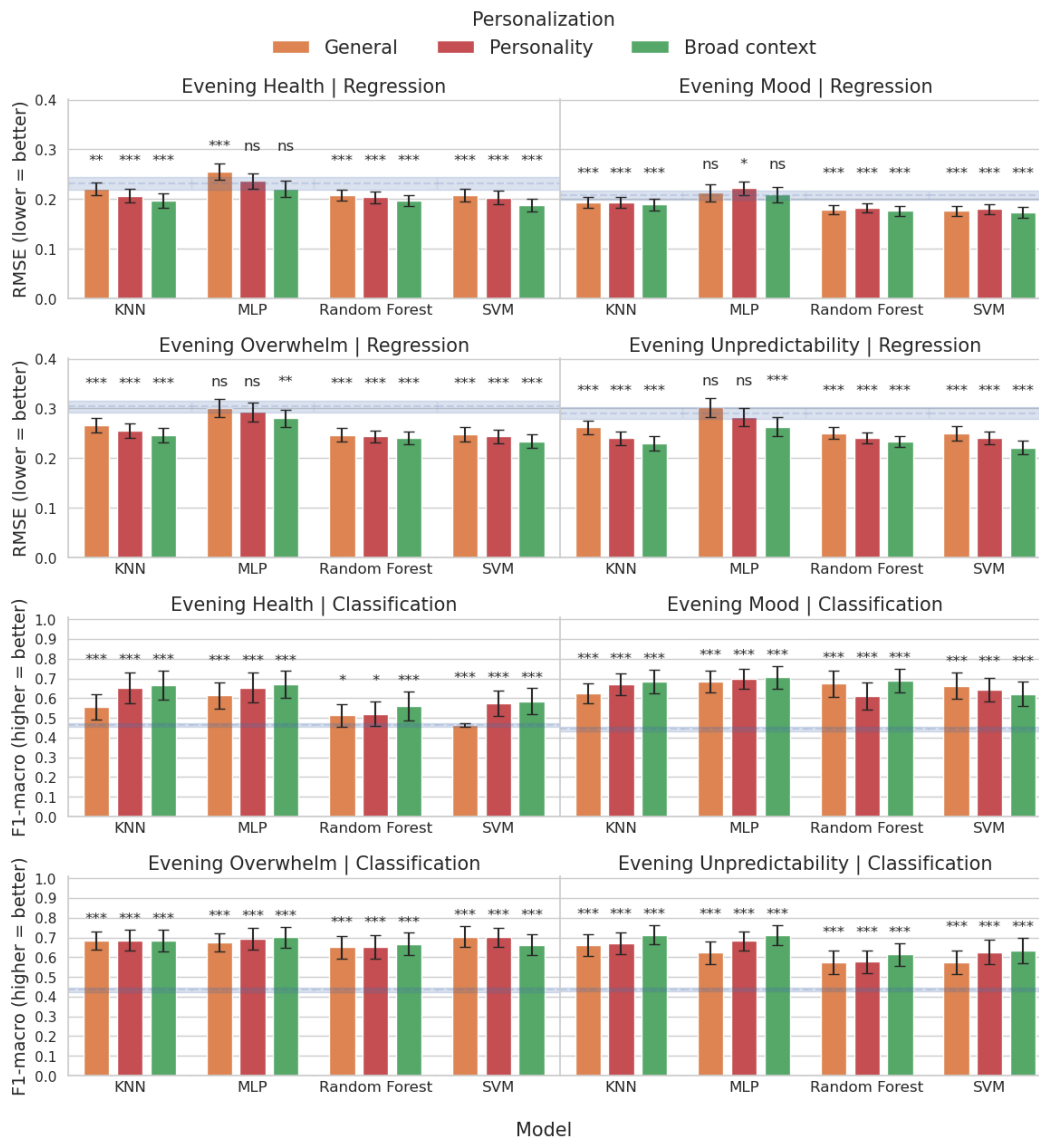 Personalization
General Personality Broad context
Evening Health | Regression Evening Mood | Regression
RMSE (lower = better)
0.4
0.3
0.2
0.1
0.0
** *** *** *** ns ns *** *** *** *** *** ***
*** *** *** ns * ns *** *** *** *** *** ***
KNN MLP Random Forest SVM KNN MLP Random Forest SVM
Evening Overwhelm | Regression Evening Unpredictability | Regression
RMSE (lower = better)
0.4
0.3
0.2
0.1
0.0
*** *** *** ns ns ** *** *** *** *** *** ***
*** *** *** ns ns *** *** *** *** *** *** ***
KNN MLP Random Forest SVM KNN MLP Random Forest SVM
Evening Health | Classification Evening Mood | Classification
F1-macro (higher = better)
1.0
0.9
0.8
0.7
0.6
0.5
0.4
0.3
0.2
0.1
0.0
*** *** *** *** *** *** * * *** *** *** ***
*** *** *** *** *** *** *** *** *** *** *** ***
KNN MLP Random Forest SVM KNN MLP Random Forest SVM
Evening Overwhelm | Classification Evening Unpredictability | Classification
F1-macro (higher = better)
1.0
0.9
0.8
0.7
0.6
0.5
0.4
0.3
0.2
0.1
0.0
*** *** *** *** *** *** *** *** *** *** *** ***
*** *** *** *** *** *** *** *** *** *** *** ***
KNN MLP Random Forest SVM KNN MLP Random Forest SVM
Model